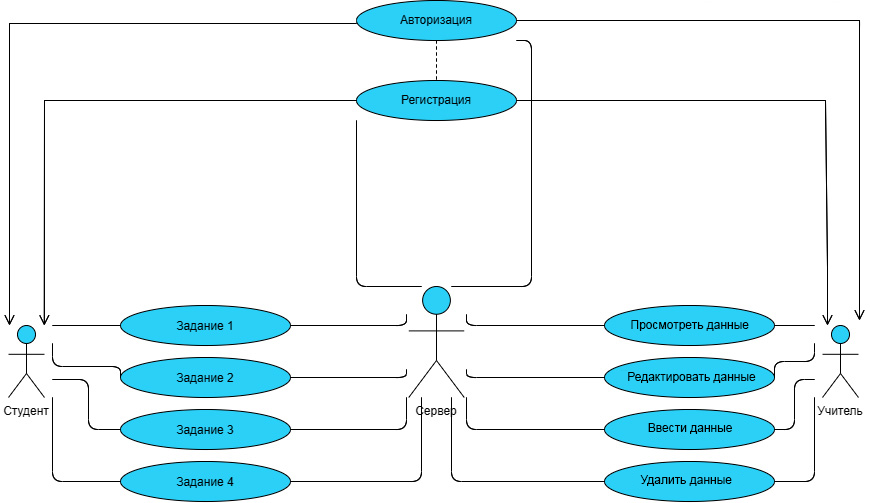 Авторизация
Регистрация
Задание 1
Просмотреть данные
Задание 2
Редактировать данные
Студент
Сервер
Учитель
Задание 3
Ввести данные
Задание 4
Удалить данные